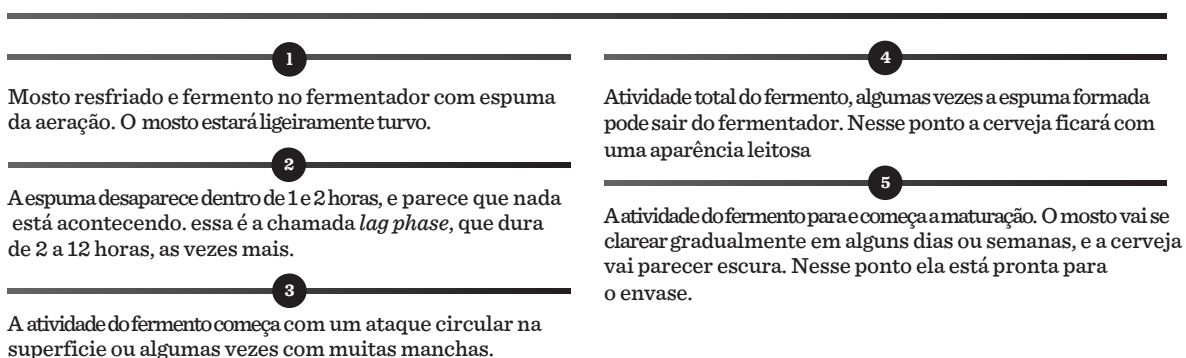 1
Mosto resfriado e fermento no fermentador com espuma
da aeração. O mosto estará ligeiramente turvo.
2
A espuma desaparece dentro de 1 e 2 horas, e parece que nada
está acontecendo. essa é a chamada lag phase, que dura
de 2 a 12 horas, as vezes mais.
3
A atividade do fermento começa com um ataque circular na
superficie ou algumas vezes com muitas manchas.
4
Atividade total do fermento, algumas vezes a espuma formada
pode sair do fermentador. Nesse ponto a cerveja ficará com
uma aparência leitosa
5
A atividade do fermento para e começa a maturação. O mosto vai se
clarear gradualmente em alguns dias ou semanas, e a cerveja
vai parecer escura. Nesse ponto ela está pronta para
o envase.